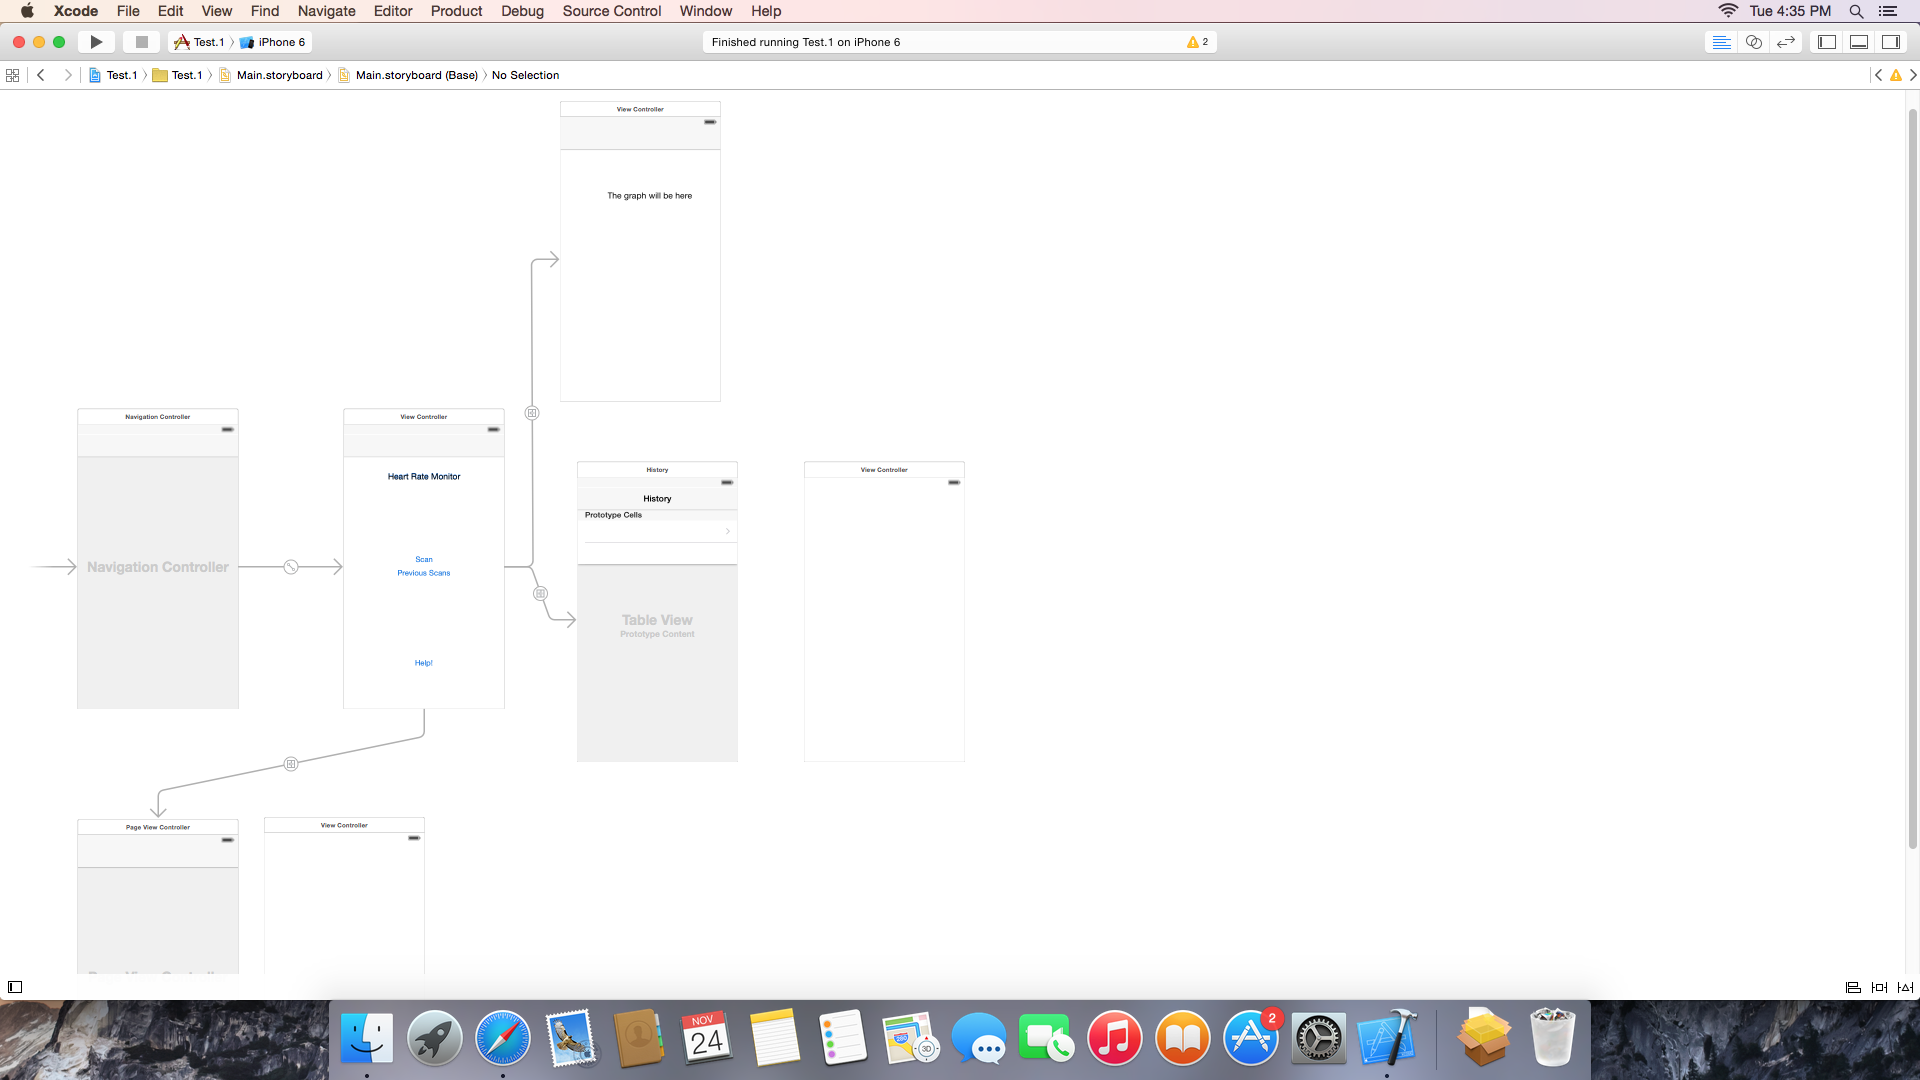 Xcode File Edit View Find Navigate Editor Product Debug Source Control Window Help Tue 4:35 PM
Test.1 iPhone 6 Finished running Test.1 on iPhone 6 2
Test.1 Test.1 Main.storyboard Main.storyboard (Base) No Selection
View Controller
The graph will be here
Navigation Controller
Navigation Controller
View Controller
Heart Rate Monitor
Scan
Previous Scans
Help!
History
History
Prototype Cells
Table View
Prototype Content
View Controller
Page View Controller
View Controller
NOV
24
280
3D
2